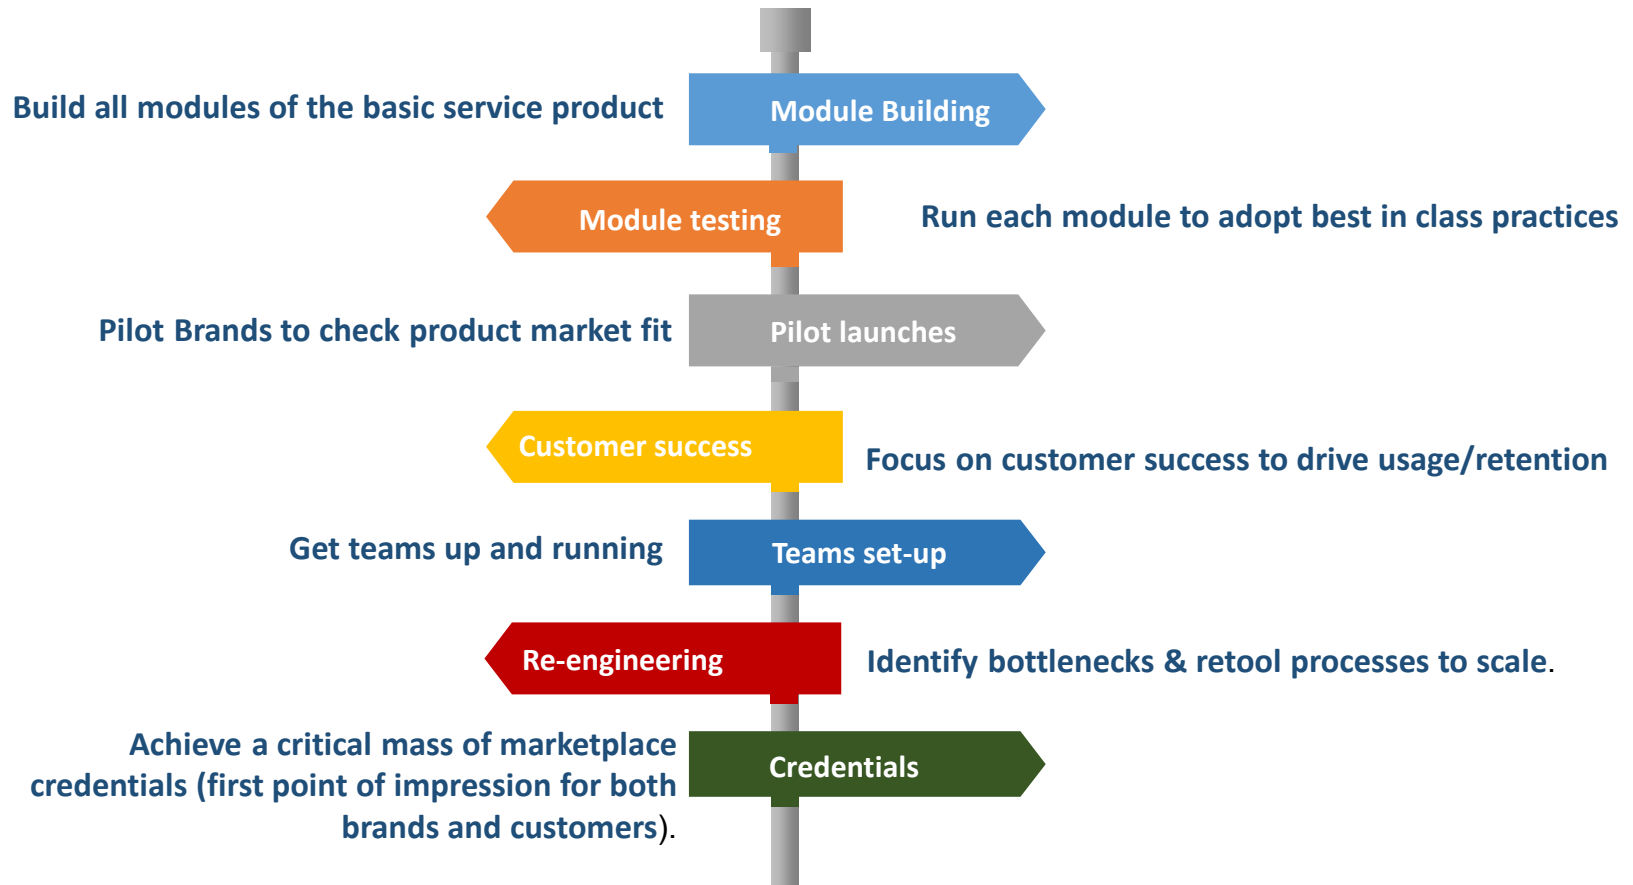 Build all modules of the basic service product
Module Building
Module testing
Run each module to adopt best in class practices
Pilot Brands to check product market fit
Pilot launches
Customer success
Focus on customer success to drive usage/retention
Get teams up and running
Teams set-up
Re-engineering
Identify bottlenecks & retool processes to scale.
Achieve a critical mass of marketplace
credentials (first point of impression for both
brands and customers).
Credentials